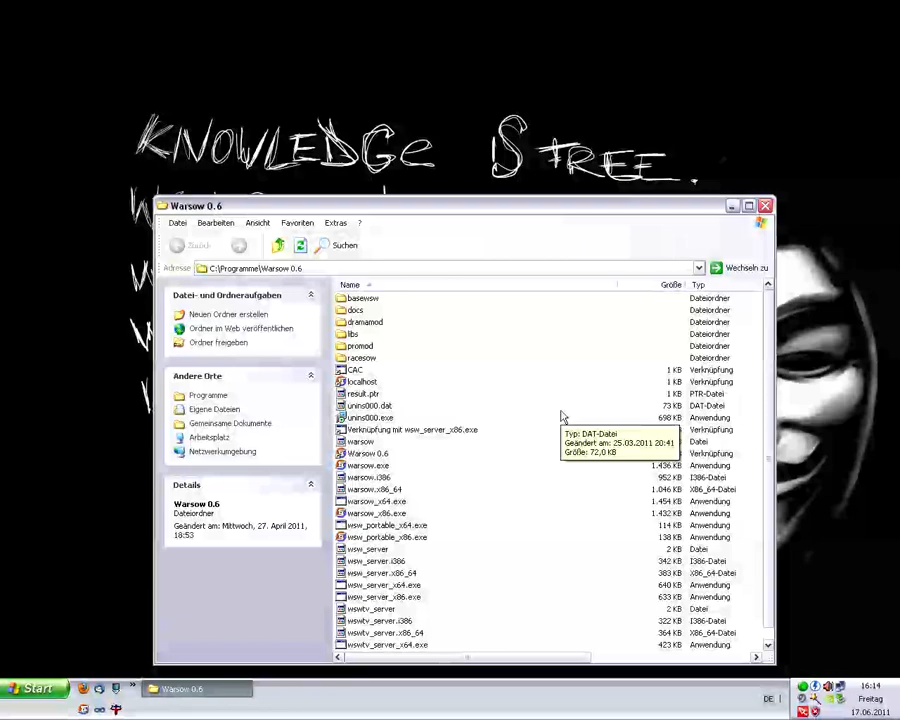 KNOWLEDGe IS FREE.
Warsow 0.6
Datei Bearbeiten Ansicht Favoriten Extras ?
Zurück Suchen
Adresse C:\Programme\Warsow 0.6 Wechseln zu
Datei- und Ordneraufgaben
Neuen Ordner erstellen
Ordner im Web veröffentlichen
Ordner freigeben
Andere Orte
Programme
Eigene Dateien
Gemeinsame Dokumente
Arbeitsplatz
Netzwerkumgebung
Details
Warsow 0.6
Dateiordner
Geändert am: Mittwoch, 27. April 2011,
18:53
Name Größe Typ
basewsw Dateiordner
docs Dateiordner
dramamod Dateiordner
libs Dateiordner
promod Dateiordner
racesow Dateiordner
CAC 1 KB Verknüpfung
localhost 1 KB Verknüpfung
result.ptr 1 KB PTR-Datei
unins000.dat 73 KB DAT-Datei
unins000.exe 698 KB Anwendung
Verknüpfung mit wsw_server_x86.exe Verknüpfung
warsow Datei
Warsow 0.6 Verknüpfung
warsow.exe 1.436 KB Anwendung
warsow.i386 952 KB I386-Datei
warsow.x86_64 1.046 KB X86_64-Datei
warsow_x64.exe 1.454 KB Anwendung
warsow_x86.exe 1.432 KB Anwendung
wsw_portable_x64.exe 114 KB Anwendung
wsw_portable_x86.exe 138 KB Anwendung
wsw_server 2 KB Datei
wsw_server.i386 342 KB I386-Datei
wsw_server.x86_64 383 KB X86_64-Datei
wsw_server_x64.exe 640 KB Anwendung
wsw_server_x86.exe 633 KB Anwendung
wswtv_server 2 KB Datei
wswtv_server.i386 322 KB I386-Datei
wswtv_server.x86_64 364 KB X86_64-Datei
wswtv_server_x64.exe 423 KB Anwendung
Typ: DAT-Datei
Geändert am: 25.03.2011 20:41
Größe: 72,0 KB
Start Warsow 0.6 DE 16:14
Freitag
17.06.2011